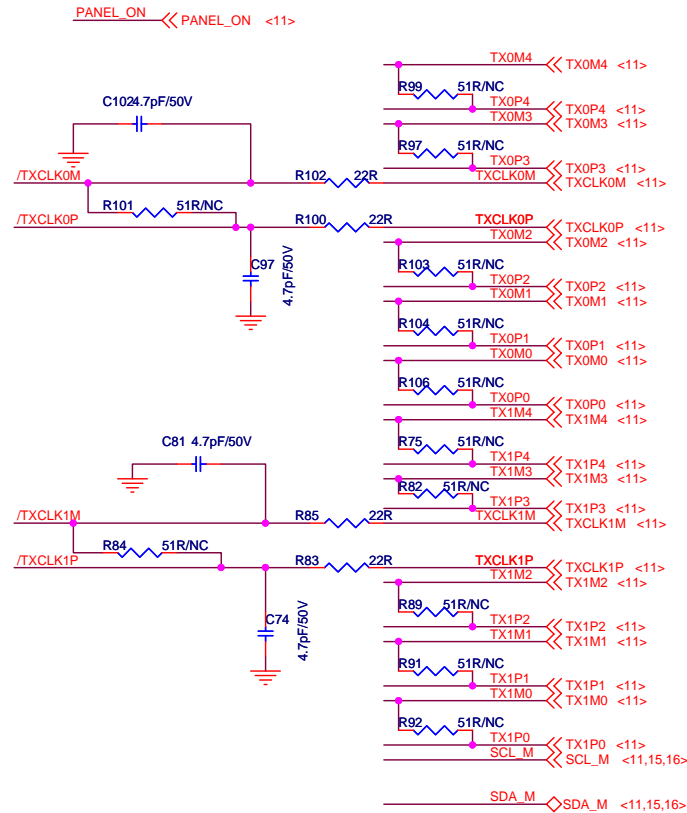 PANEL_ON PANEL_ON <11>
TX0M4 TX0M4 <11>
R99 51R/NC
C1024.7pF/50V
TX0P4 TX0P4 <11>
TX0M3 TX0M3 <11>
R97 51R/NC
TX0P3 TX0P3 <11>
/TXCLK0M R102 22R TXCLK0M TXCLK0M <11>
R101 51R/NC
/TXCLK0P R100 22R TXCLK0P TXCLK0P <11>
TX0M2 TX0M2 <11>
C97 4.7pF/50V
R103 51R/NC
TX0P2 TX0P2 <11>
TX0M1 TX0M1 <11>
R104 51R/NC
TX0P1 TX0P1 <11>
TX0M0 TX0M0 <11>
R106 51R/NC
TX0P0 TX0P0 <11>
TX1M4 TX1M4 <11>
C81 4.7pF/50V
R75 51R/NC
TX1P4 TX1P4 <11>
TX1M3 TX1M3 <11>
R82 51R/NC
TX1P3 TX1P3 <11>
/TXCLK1M R85 22R TXCLK1M TXCLK1M <11>
R84 51R/NC
/TXCLK1P R83 22R TXCLK1P TXCLK1P <11>
TX1M2 TX1M2 <11>
C74 4.7pF/50V
R89 51R/NC
TX1P2 TX1P2 <11>
TX1M1 TX1M1 <11>
R91 51R/NC
TX1P1 TX1P1 <11>
TX1M0 TX1M0 <11>
R92 51R/NC
TX1P0 TX1P0 <11>
SCL_M SCL_M <11,15,16>
SDA_M SDA_M <11,15,16>